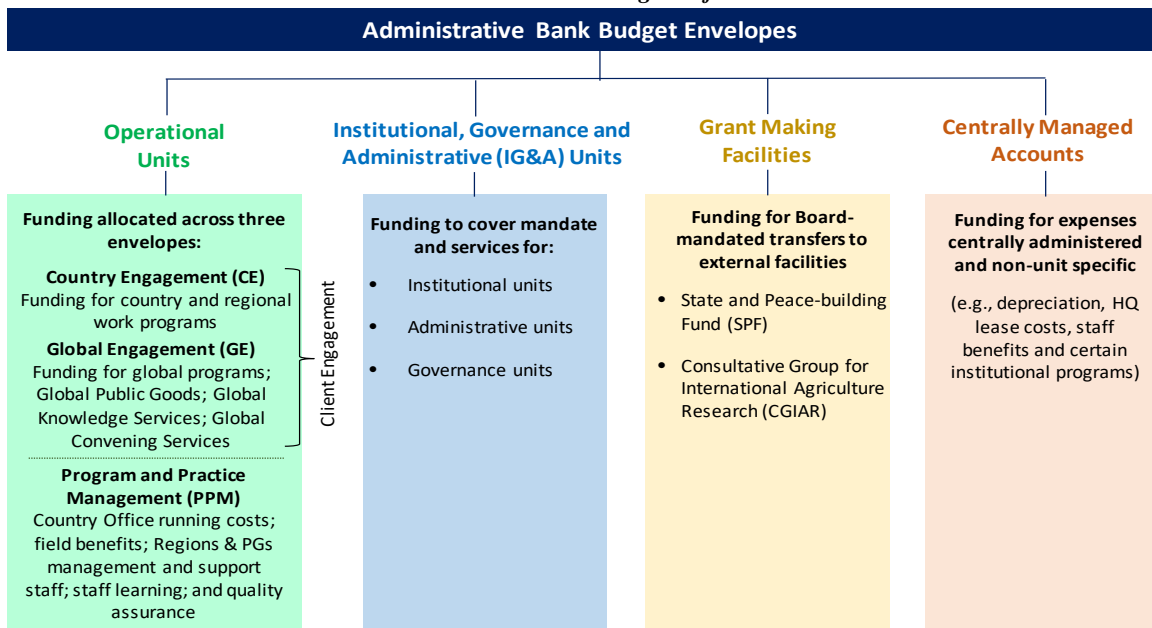 Administrative Bank Budget Envelopes
Operational
Units
Funding allocated across three
envelopes:
Country Engagement (CE)
Funding for country and regional
work programs
Global Engagement (GE)
Funding for global programs;
Global Public Goods; Global
Knowledge Services; Global
Convening Services
Client Engagement
Program and Practice
Management (PPM)
Country Office running costs;
field benefits; Regions & PGs
management and support
staff; staff learning; and quality
assurance
Institutional, Governance and
Administrative (IG&A) Units
Funding to cover mandate
and services for:
• Institutional units
• Administrative units
• Governance units
Grant Making
Facilities
Funding for Board-
mandated transfers to
external facilities
• State and Peace-building
Fund (SPF)
• Consultative Group for
International Agriculture
Research (CGIAR)
Centrally Managed
Accounts
Funding for expenses
centrally administered
and non-unit specific
(e.g., depreciation, HQ
lease costs, staff
benefits and certain
institutional programs)